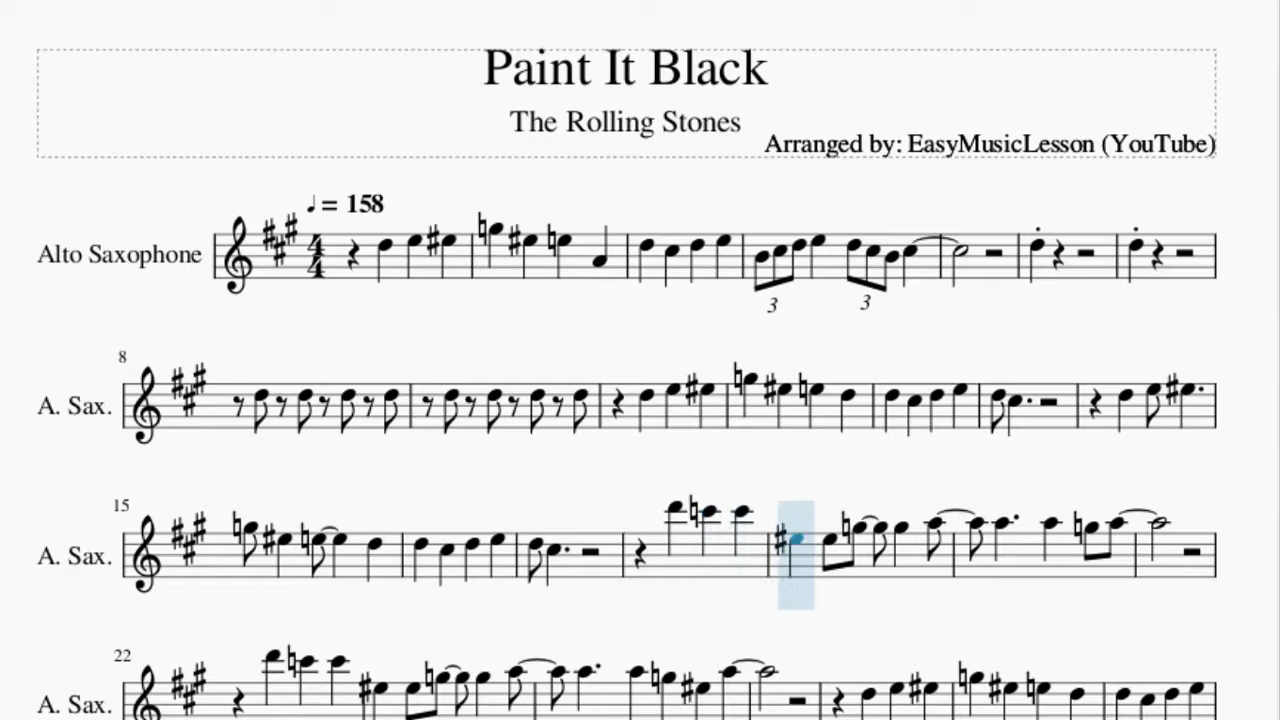 Paint It Black
The Rolling Stones
Arranged by: EasyMusicLesson (YouTube)
♩ = 158
Alto Saxophone
4
4
3
3
8
A. Sax.
15
A. Sax.
22
A. Sax.